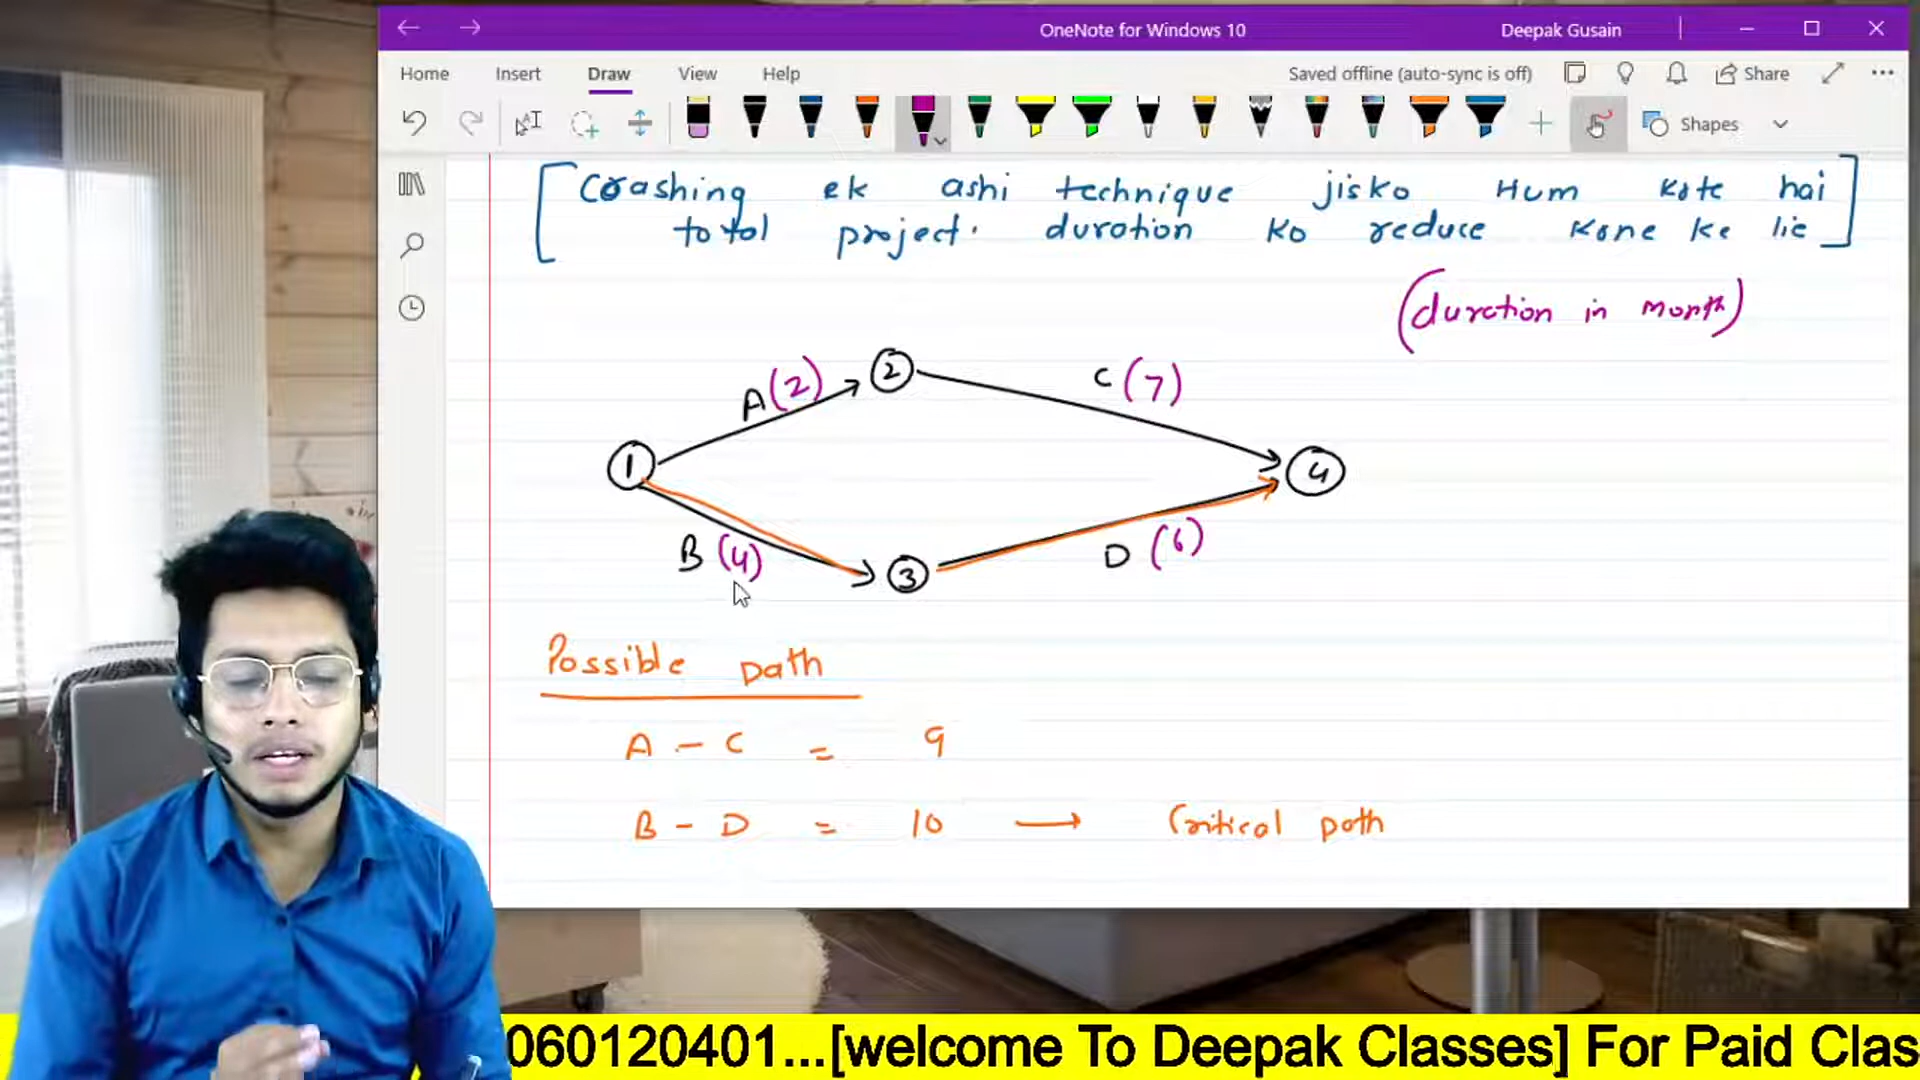 OneNote for Windows 10
Deepak Gusain
Home Insert Draw View Help
Saved offline (auto-sync is off)
Share
Shapes
[Crashing ek ashi technique jisko Hum kate hai
total project. duration ko reduce kane ke lie]
(duration in month)
A (2)
2
C (7)
1
4
B (4)
3
D (6)
Possible path
A - C = 9
B - D = 10 → Critical path
060120401...[welcome To Deepak Classes] For Paid Clas